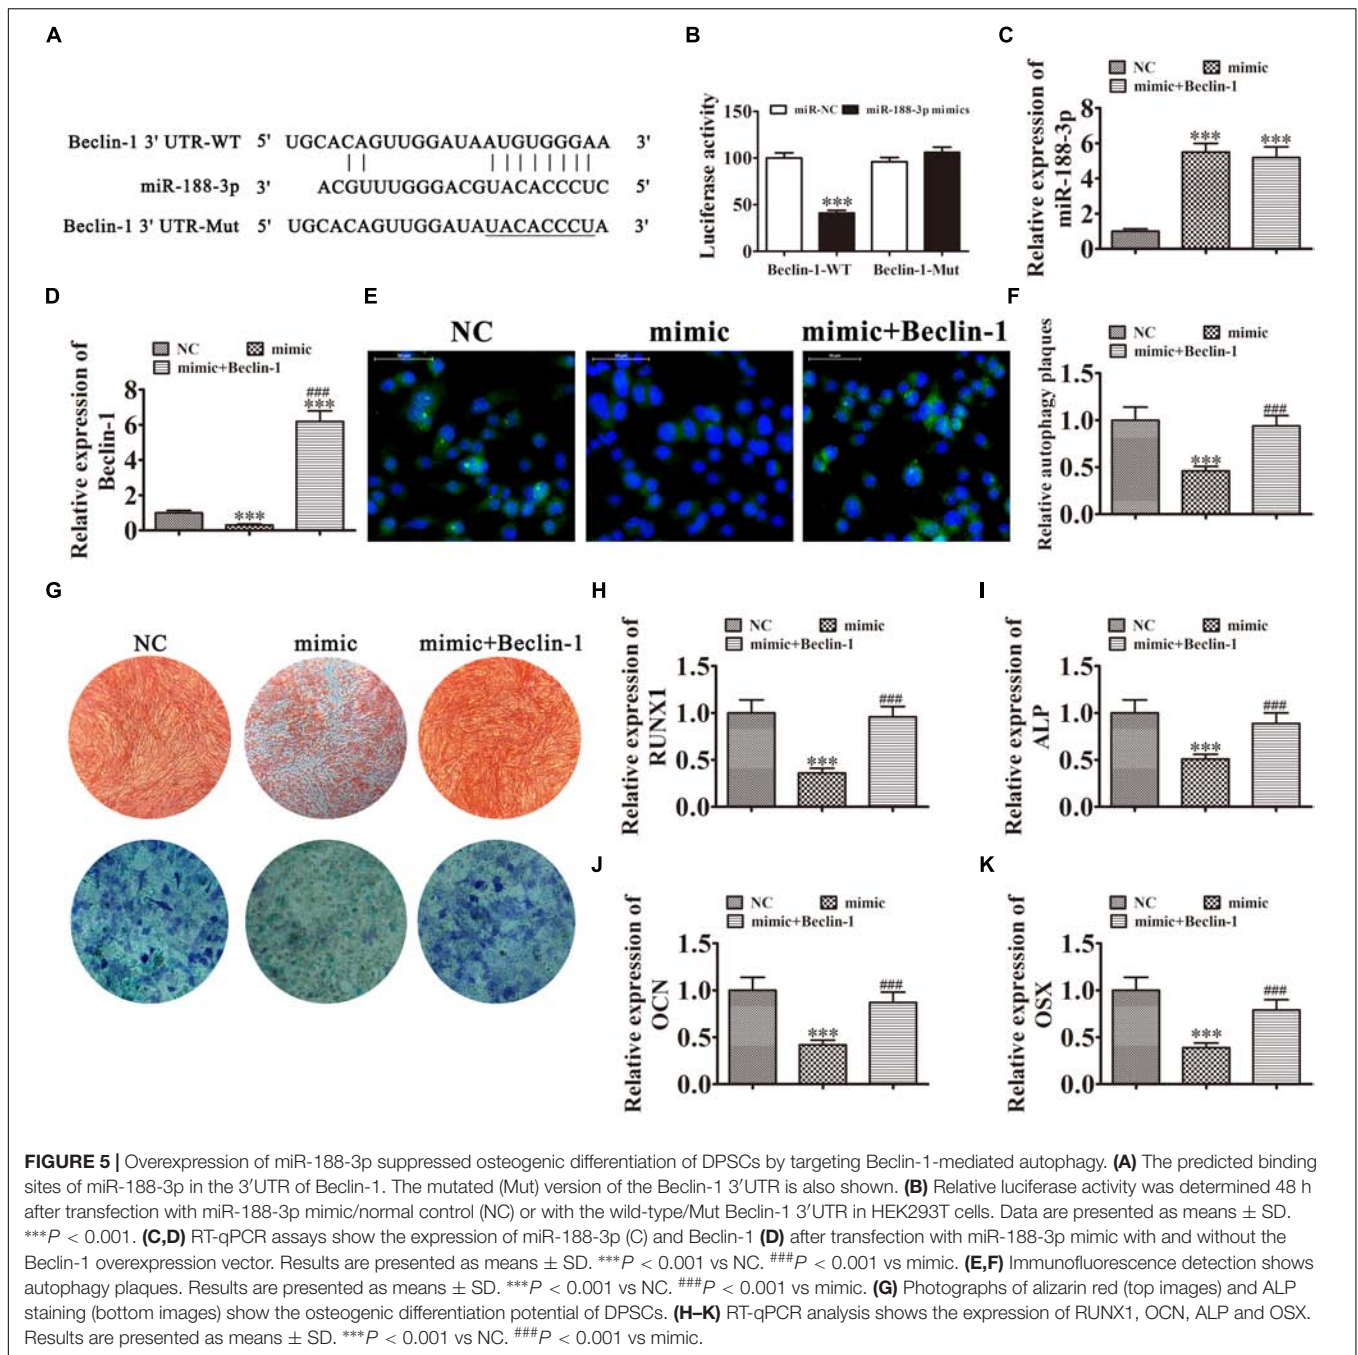 A
Beclin-1 3' UTR-WT 5' UGCACAGUUGGAUAAUGUGGGAA 3'
miR-188-3p 3' ACGUUUGGGACGUACACCCUC 5'
Beclin-1 3' UTR-Mut 5' UGCACAGUUGGAUAUACACCCUA 3'
B
miR-NC miR-188-3p mimics
Luciferase activity
150
100
50
0
***
Beclin-1-WT Beclin-1-Mut
C
NC mimic
mimic+Beclin-1
Relative expression of
miR-188-3p
8
6
4
2
0
*** ***
D
NC mimic
mimic+Beclin-1
Relative expression of
Beclin-1
8
6
4
2
0
***
###
***
E
NC mimic mimic+Beclin-1
F
NC mimic
mimic+Beclin-1
Relative autophagy plaques
1.5
1.0
0.5
0.0
***
###
G
NC mimic mimic+Beclin-1
H
NC mimic
mimic+Beclin-1
Relative expression of
RUNX1
1.5
1.0
0.5
0.0
***
###
I
NC mimic
mimic+Beclin-1
Relative expression of
ALP
1.5
1.0
0.5
0.0
***
###
J
NC mimic
mimic+Beclin-1
Relative expression of
OCN
1.5
1.0
0.5
0.0
***
###
K
NC mimic
mimic+Beclin-1
Relative expression of
OSX
1.5
1.0
0.5
0.0
***
###
FIGURE 5 | Overexpression of miR-188-3p suppressed osteogenic differentiation of DPSCs by targeting Beclin-1-mediated autophagy. (A) The predicted binding
sites of miR-188-3p in the 3′UTR of Beclin-1. The mutated (Mut) version of the Beclin-1 3′UTR is also shown. (B) Relative luciferase activity was determined 48 h
after transfection with miR-188-3p mimic/normal control (NC) or with the wild-type/Mut Beclin-1 3′UTR in HEK293T cells. Data are presented as means ± SD.
***P < 0.001. (C,D) RT-qPCR assays show the expression of miR-188-3p (C) and Beclin-1 (D) after transfection with miR-188-3p mimic with and without the
Beclin-1 overexpression vector. Results are presented as means ± SD. ***P < 0.001 vs NC. ###P < 0.001 vs mimic. (E,F) Immunofluorescence detection shows
autophagy plaques. Results are presented as means ± SD. ***P < 0.001 vs NC. ###P < 0.001 vs mimic. (G) Photographs of alizarin red (top images) and ALP
staining (bottom images) show the osteogenic differentiation potential of DPSCs. (H–K) RT-qPCR analysis shows the expression of RUNX1, OCN, ALP and OSX.
Results are presented as means ± SD. ***P < 0.001 vs NC. ###P < 0.001 vs mimic.